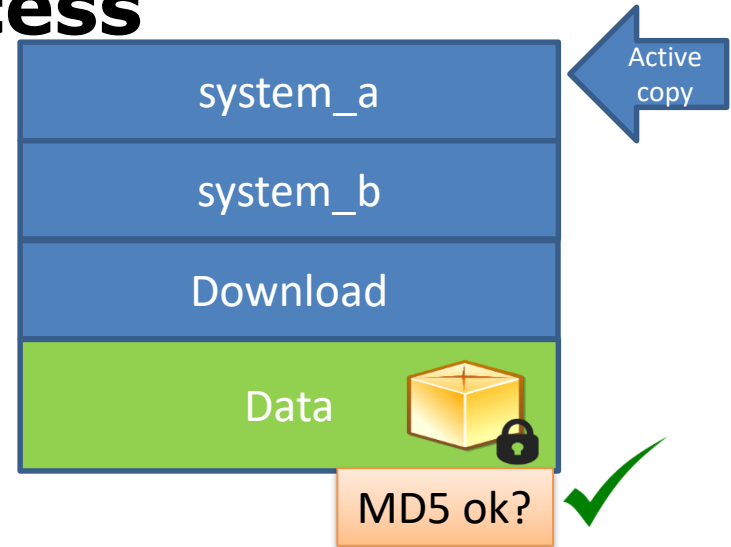 system_a
Active
copy
system_b
Download
Data
MD5 ok?